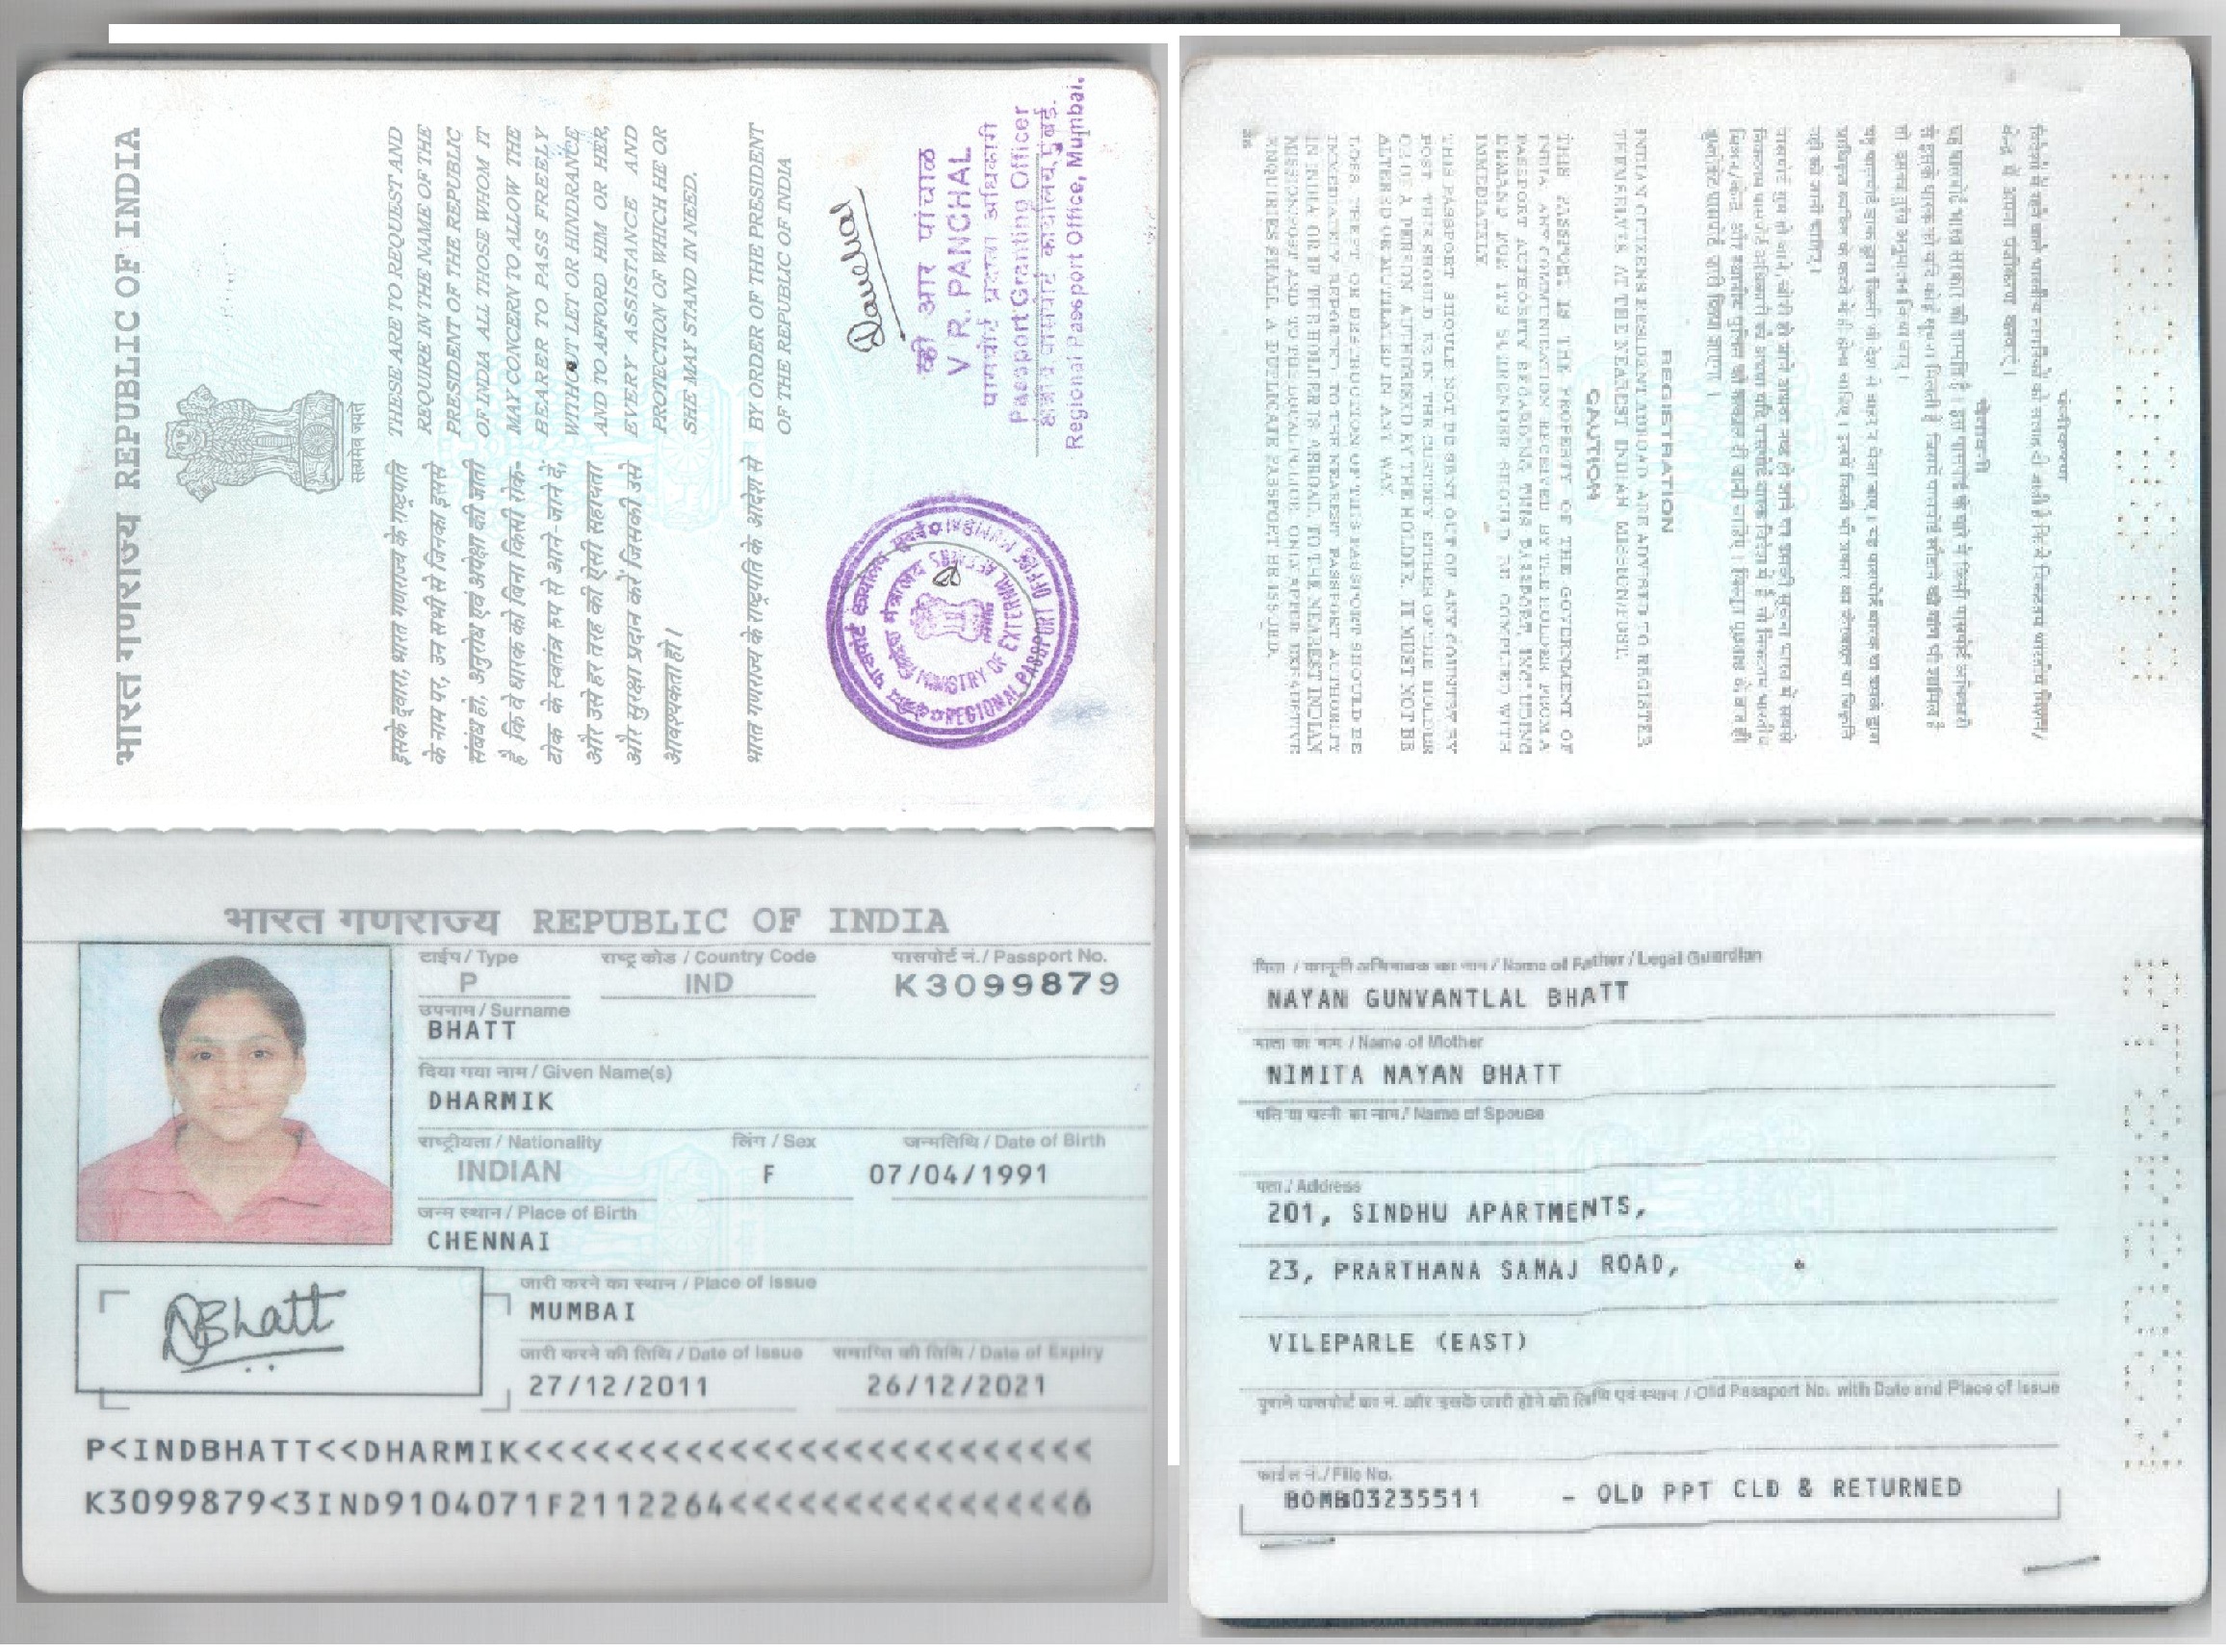 भारत गणराज्य REPUBLIC OF INDIA
सत्यमेव जयते
इसके द्वारा, भारत गणराज्य के राष्ट्रपति
के नाम पर, उन सभी से जिनका इससे
संबंध हो, अनुरोध एवं अपेक्षा की जाती
है कि वे धारक को बिना किसी रोक-
टोक के स्वतंत्र रूप से आने-जाने दें,
और उसे हर तरह की ऐसी सहायता
और सुरक्षा प्रदान करें जिसकी उसे
आवश्यकता हो।
THESE ARE TO REQUEST AND
REQUIRE IN THE NAME OF THE
PRESIDENT OF THE REPUBLIC
OF INDIA ALL THOSE WHOM IT
MAY CONCERN TO ALLOW THE
BEARER TO PASS FREELY
WITHOUT LET OR HINDRANCE
AND TO AFFORD HIM OR HER,
EVERY ASSISTANCE AND
PROTECTION OF WHICH HE OR
SHE MAY STAND IN NEED.
भारत गणराज्य के राष्ट्रपति के आदेश से
BY ORDER OF THE PRESIDENT
OF THE REPUBLIC OF INDIA
Panchal
व्ही आर पांचाळ
V R. PANCHAL
पासपोर्ट प्रदाता अधिकारी
Passport Granting Officer
पासपोर्ट कार्यालय, मुंबई.
Regional Passport Office, Mumbai.
MINISTRY OF EXTERNAL AFFAIRS
REGIONAL PASSPORT OFFICE MUMBAI
भारत गणराज्य REPUBLIC OF INDIA
टाईप / Type
राष्ट्र कोड / Country Code
पासपोर्ट नं. / Passport No.
P
IND
K3099879
उपनाम / Surname
BHATT
दिया गया नाम / Given Name(s)
DHARMIK
राष्ट्रीयता / Nationality
लिंग / Sex
जन्मतिथि / Date of Birth
INDIAN
F
07/04/1991
जन्म स्थान / Place of Birth
CHENNAI
जारी करने का स्थान / Place of Issue
MUMBAI
जारी करने की तिथि / Date of Issue
समाप्ति की तिथि / Date of Expiry
27/12/2011
26/12/2021
DBhatt
P<INDBHATT<<DHARMIK<<<<<<<<<<<<<<<<<<<<<<<<<
K3099879<3IND9104071F2112264<<<<<<<<<<<<<<<6
पंजीकरण
चेतावनी
REGISTRATION
INDIAN CITIZENS RESIDENT ABROAD ARE ADVISED TO REGISTER
THEMSELVES AT THE NEAREST INDIAN MISSION/POST.
CAUTION
THIS PASSPORT IS THE PROPERTY OF THE GOVERNMENT OF
INDIA ANY COMMUNICATION RECEIVED BY THE HOLDER FROM A
PASSPORT AUTHORITY REGARDING THIS PASSPORT, INCLUDING
DEMAND FOR ITS SURRENDER SHOULD BE COMPLIED WITH
IMMEDIATELY.
THIS PASSPORT SHOULD NOT BE SENT OUT OF ANY COUNTRY BY
POST THIS SHOULD BE IN THE CUSTODY EITHER OF THE HOLDER
OR OF A PERSON AUTHORISED BY THE HOLDER. IT MUST NOT BE
ALTERED OR MUTILATED IN ANY WAY
LOSS THEFT OR DESTRUCTION OF THIS PASSPORT SHOULD BE
IMMEDIATELY REPORTED TO THE NEAREST PASSPORT AUTHORITY
IN INDIA OR IF THE HOLDER IS ABROAD, TO THE NEAREST INDIAN
MISSION/POST AND TO THE LOCAL POLICE. ONLY AFTER EXHAUSTIVE
ENQUIRIES SHALL A DUPLICATE PASSPORT BE ISSUED.
36
पिता / कानूनी अभिभावक का नाम / Name of Father / Legal Guardian
NAYAN GUNVANTLAL BHATT
माता का नाम / Name of Mother
NIMITA NAYAN BHATT
पति या पत्नी का नाम / Name of Spouse
पता / Address
201, SINDHU APARTMENTS,
23, PRARTHANA SAMAJ ROAD,
VILEPARLE (EAST)
पुराने पासपोर्ट का नं. और इसके जारी होने की तिथि एवं स्थान / Old Passport No. with Date and Place of Issue
फाईल नं. / File No.
BOMB03235511 - OLD PPT CLD & RETURNED